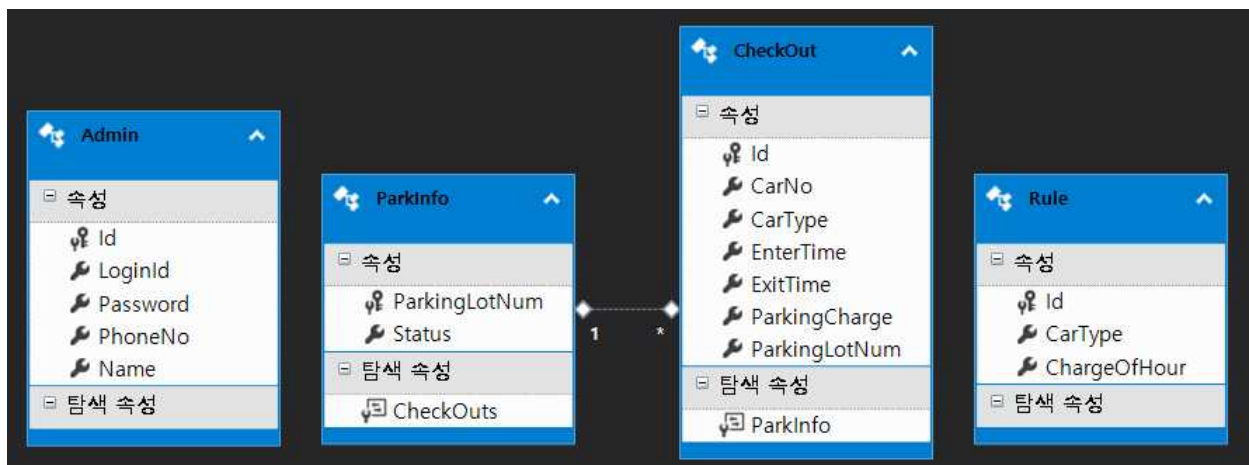 Admin
속성
Id
LoginId
Password
PhoneNo
Name
탐색 속성
ParkInfo
속성
ParkingLotNum
Status
탐색 속성
CheckOuts
1
*
CheckOut
속성
Id
CarNo
CarType
EnterTime
ExitTime
ParkingCharge
ParkingLotNum
탐색 속성
ParkInfo
Rule
속성
Id
CarType
ChargeOfHour
탐색 속성